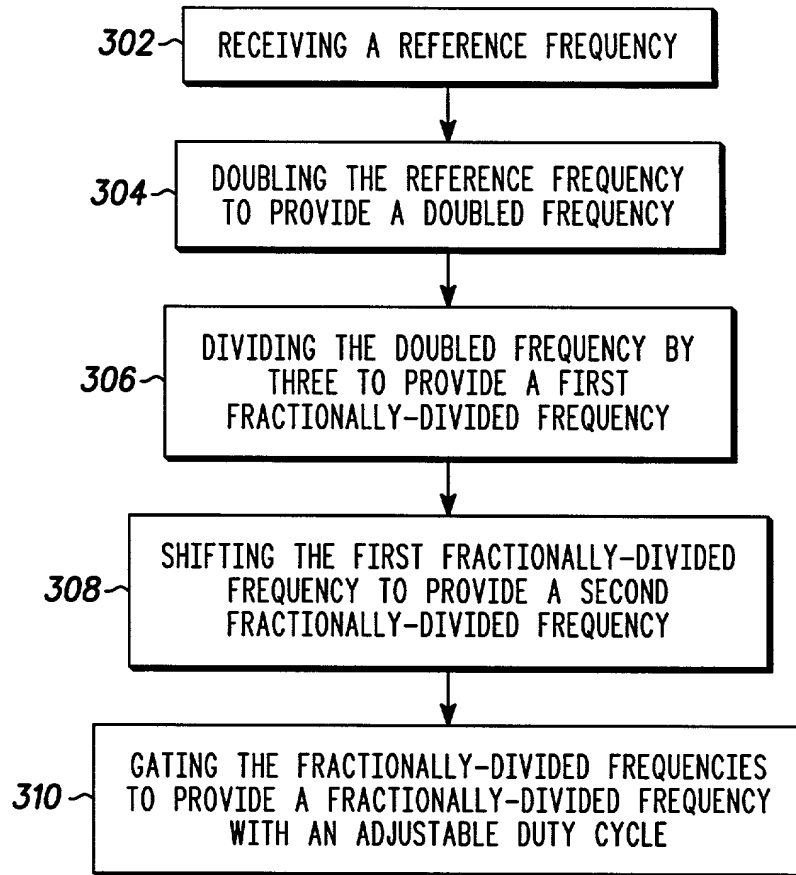 302 RECEIVING A REFERENCE FREQUENCY
304 DOUBLING THE REFERENCE FREQUENCY
TO PROVIDE A DOUBLED FREQUENCY
306 DIVIDING THE DOUBLED FREQUENCY BY
THREE TO PROVIDE A FIRST
FRACTIONALLY-DIVIDED FREQUENCY
308 SHIFTING THE FIRST FRACTIONALLY-DIVIDED
FREQUENCY TO PROVIDE A SECOND
FRACTIONALLY-DIVIDED FREQUENCY
310 GATING THE FRACTIONALLY-DIVIDED FREQUENCIES
TO PROVIDE A FRACTIONALLY-DIVIDED FREQUENCY
WITH AN ADJUSTABLE DUTY CYCLE